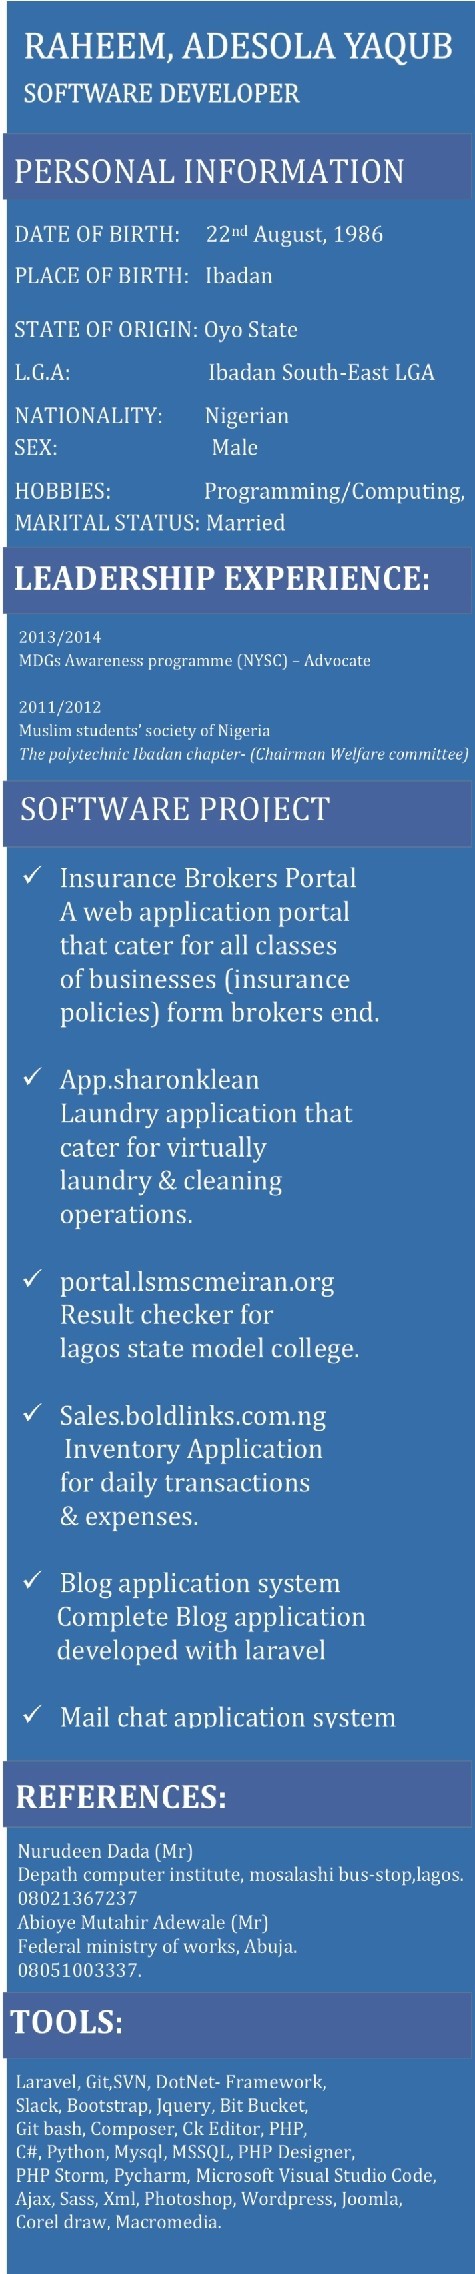 RAHEEM, ADESOLA YAQUB
SOFTWARE DEVELOPER
PERSONAL INFORMATION
DATE OF BIRTH: 22nd August, 1986
PLACE OF BIRTH: Ibadan
STATE OF ORIGIN: Oyo State
L.G.A: Ibadan South-East LGA
NATIONALITY: Nigerian
SEX: Male
HOBBIES: Programming/Computing,
MARITAL STATUS: Married
LEADERSHIP EXPERIENCE:
2013/2014
MDGs Awareness programme (NYSC) – Advocate
2011/2012
Muslim students’ society of Nigeria
The polytechnic Ibadan chapter- (Chairman Welfare committee)
SOFTWARE PROJECT
✓ Insurance Brokers Portal
A web application portal
that cater for all classes
of businesses (insurance
policies) form brokers end.
✓ App.sharonklean
Laundry application that
cater for virtually
laundry & cleaning
operations.
✓ portal.lsmscmeiran.org
Result checker for
lagos state model college.
✓ Sales.boldlinks.com.ng
Inventory Application
for daily transactions
& expenses.
✓ Blog application system
Complete Blog application
developed with laravel
✓ Mail chat application system
REFERENCES:
Nurudeen Dada (Mr)
Depath computer institute, mosalashi bus-stop,lagos.
08021367237
Abioye Mutahir Adewale (Mr)
Federal ministry of works, Abuja.
08051003337.
TOOLS:
Laravel, Git,SVN, DotNet- Framework,
Slack, Bootstrap, Jquery, Bit Bucket,
Git bash, Composer, Ck Editor, PHP,
C#, Python, Mysql, MSSQL, PHP Designer,
PHP Storm, Pycharm, Microsoft Visual Studio Code,
Ajax, Sass, Xml, Photoshop, Wordpress, Joomla,
Corel draw, Macromedia.